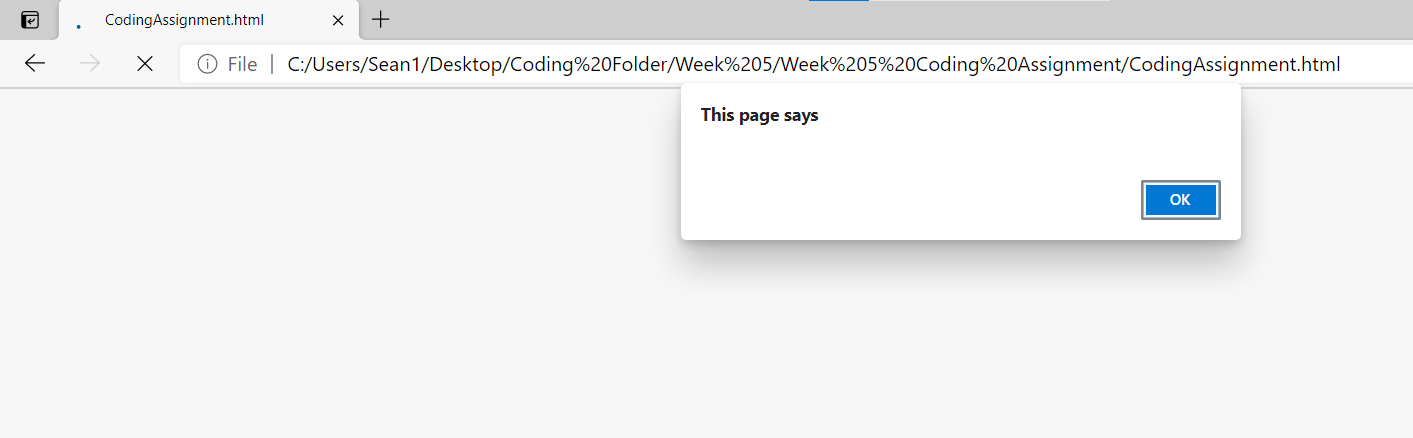 CodingAssignment.html
File | C:/Users/Sean1/Desktop/Coding%20Folder/Week%205/Week%205%20Coding%20Assignment/CodingAssignment.html
This page says
OK